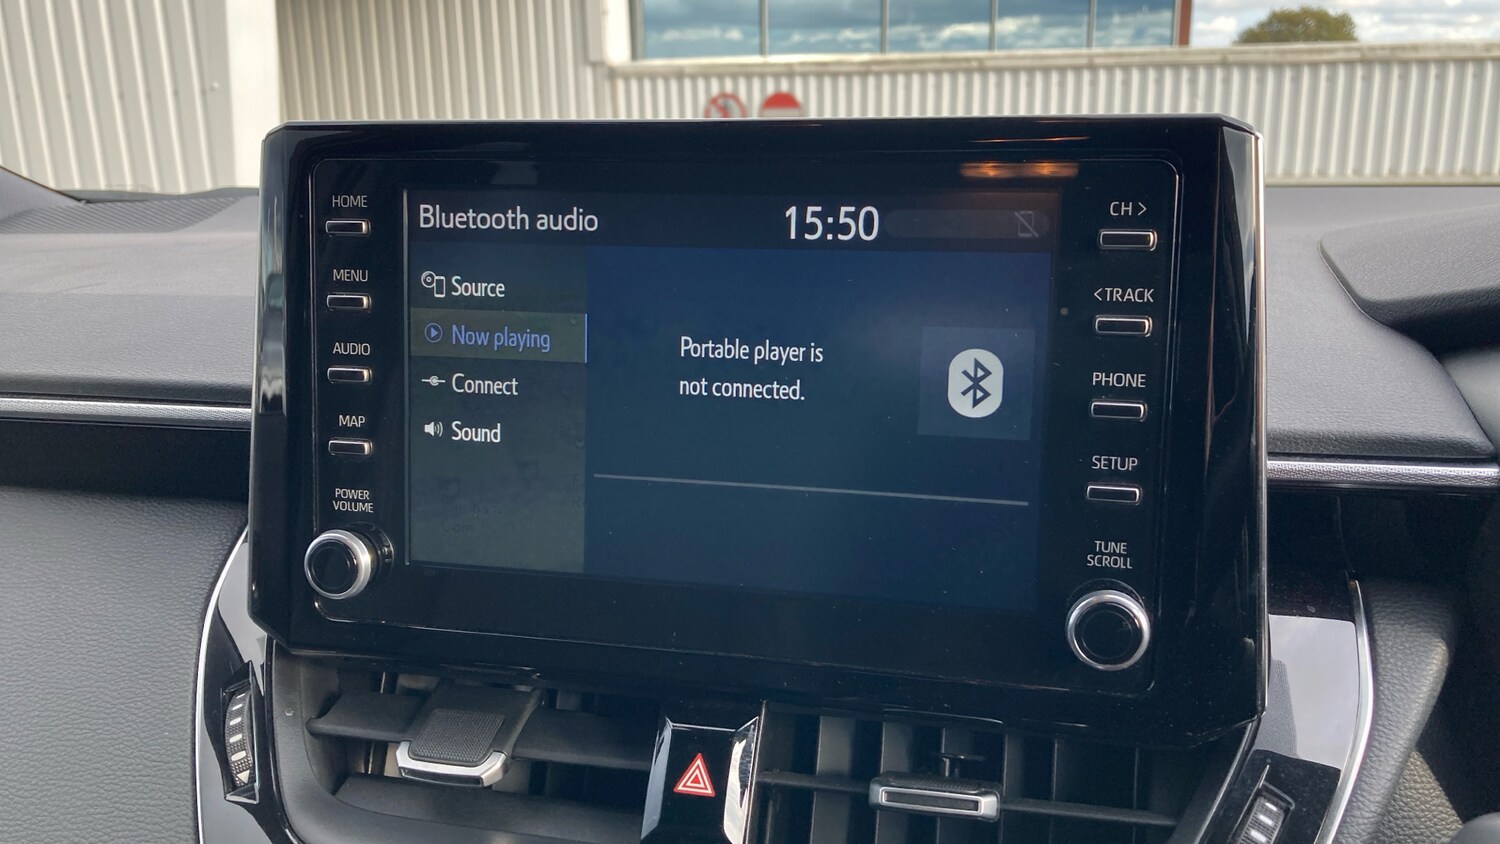 HOME
MENU
AUDIO
MAP
POWER
VOLUME
Bluetooth audio
15:50
Source
Now playing
Connect
Sound
Portable player is
not connected.
CH >
< TRACK
PHONE
SETUP
TUNE
SCROLL